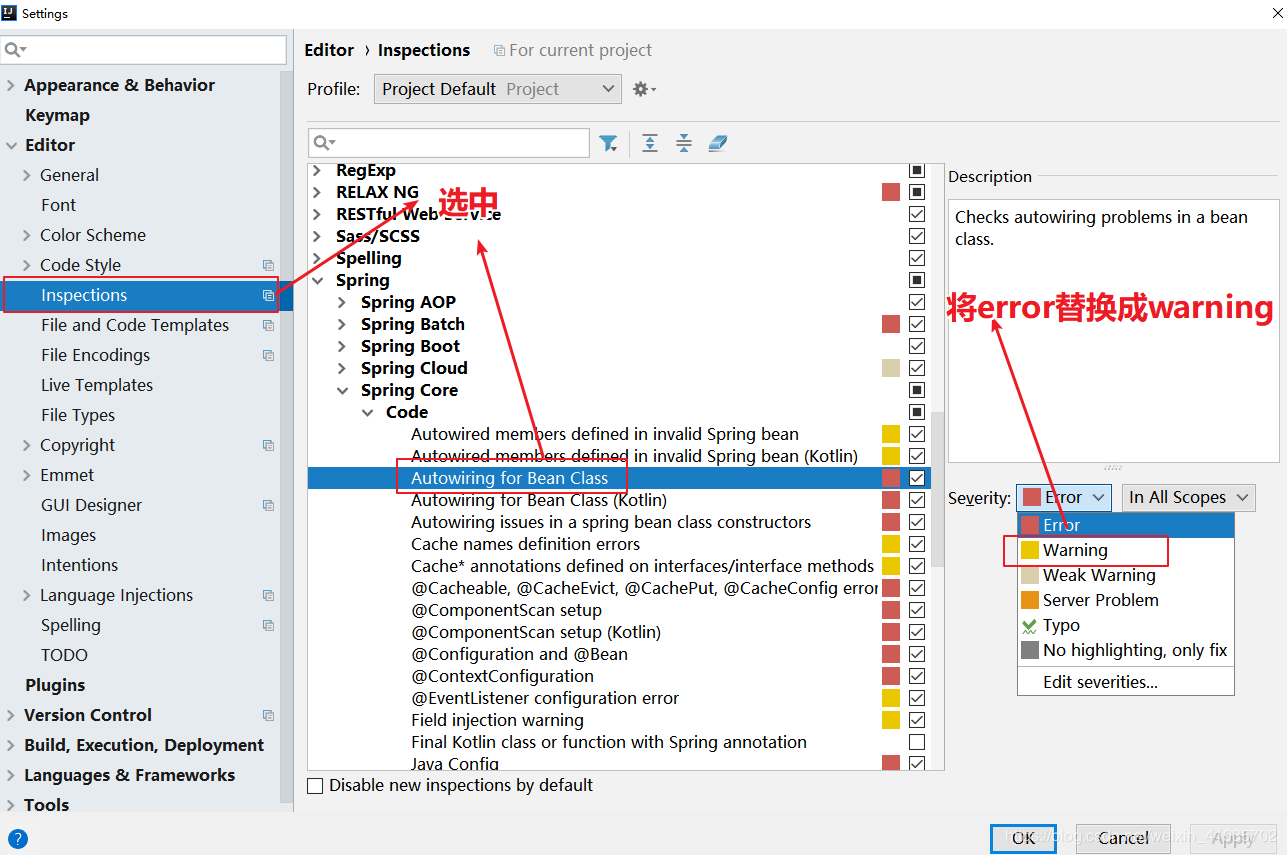 Settings
Appearance & Behavior
Keymap
Editor
General
Font
Color Scheme
Code Style
Inspections
File and Code Templates
File Encodings
Live Templates
File Types
Copyright
Emmet
GUI Designer
Images
Intentions
Language Injections
Spelling
TODO
Plugins
Version Control
Build, Execution, Deployment
Languages & Frameworks
Tools
Editor › Inspections For current project
Profile: Project Default Project
RegExp
RELAX NG
选中
RESTful Web Service
Sass/SCSS
Spelling
Spring
Spring AOP
Spring Batch
Spring Boot
Spring Cloud
Spring Core
Code
Autowired members defined in invalid Spring bean
Autowired members defined in invalid Spring bean (Kotlin)
Autowiring for Bean Class
Autowiring for Bean Class (Kotlin)
Autowiring issues in a spring bean class constructors
Cache names definition errors
Cache* annotations defined on interfaces/interface methods
@Cacheable, @CacheEvict, @CachePut, @CacheConfig error
@ComponentScan setup
@ComponentScan setup (Kotlin)
@Configuration and @Bean
@ContextConfiguration
@EventListener configuration error
Field injection warning
Final Kotlin class or function with Spring annotation
Java Config
Disable new inspections by default
Description
Checks autowiring problems in a bean
class.
将error替换成warning
Severity: Error In All Scopes
Error
Warning
Weak Warning
Server Problem
Typo
No highlighting, only fix
Edit severities...
OK Cancel Apply